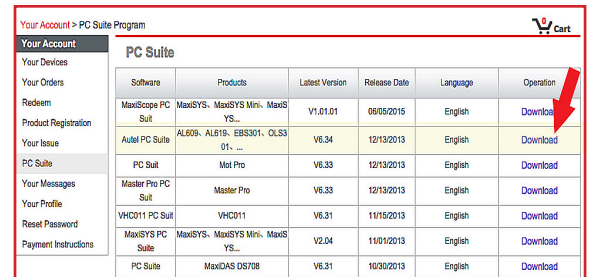 Your Account > PC Suite Program
0
Cart
Your Account
Your Devices
Your Orders
Redeem
Product Registration
Your Issue
PC Suite
Your Messages
Your Profile
Reset Password
Payment Instructions
PC Suite
Software Products Latest Version Release Date Language Operation
MaxiScope PC MaxiSYS、MaxiSYS Mini、MaxiS
Suit YS... V1.01.01 06/05/2015 English Download
Autel PC Suite AL609、AL619、EBS301、OLS3 V6.34 12/13/2013 English Download
01、...
PC Suit Mot Pro V6.33 12/13/2013 English Download
Master Pro PC
Suit Master Pro V6.33 12/13/2013 English Download
VHC011 PC Suit VHC011 V6.31 11/15/2013 English Download
MaxiSYS PC MaxiSYS、MaxiSYS Mini、MaxiS
Suite YS... V2.04 11/01/2013 English Download
PC Suite MaxiDAS DS708 V6.31 10/30/2013 English Download